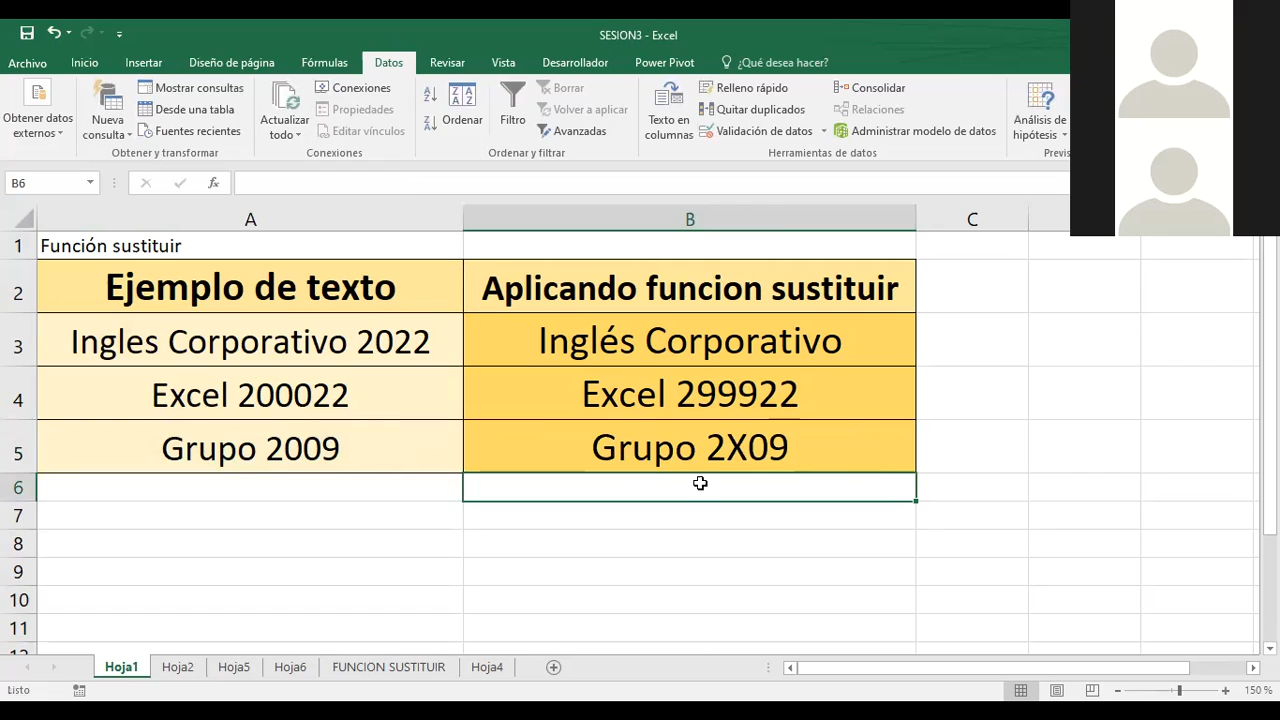 SESION3 - Excel
Archivo Inicio Insertar Diseño de página Fórmulas Datos Revisar Vista Desarrollador Power Pivot ¿Qué desea hacer?
Obtener datos externos
Nueva consulta
Mostrar consultas
Desde una tabla
Fuentes recientes
Obtener y transformar
Actualizar todo
Conexiones
Propiedades
Editar vínculos
Conexiones
Ordenar
Filtro
Borrar
Volver a aplicar
Avanzadas
Ordenar y filtrar
Texto en columnas
Relleno rápido
Quitar duplicados
Validación de datos
Consolidar
Relaciones
Administrar modelo de datos
Herramientas de datos
Análisis de hipótesis
Previs
B6 fx
A B C
1 Función sustituir
2 Ejemplo de texto Aplicando funcion sustituir
3 Ingles Corporativo 2022 Inglés Corporativo
4 Excel 200022 Excel 299922
5 Grupo 2009 Grupo 2X09
6
7
8
9
10
11
12
Hoja1 Hoja2 Hoja5 Hoja6 FUNCION SUSTITUIR Hoja4
Listo 150 %